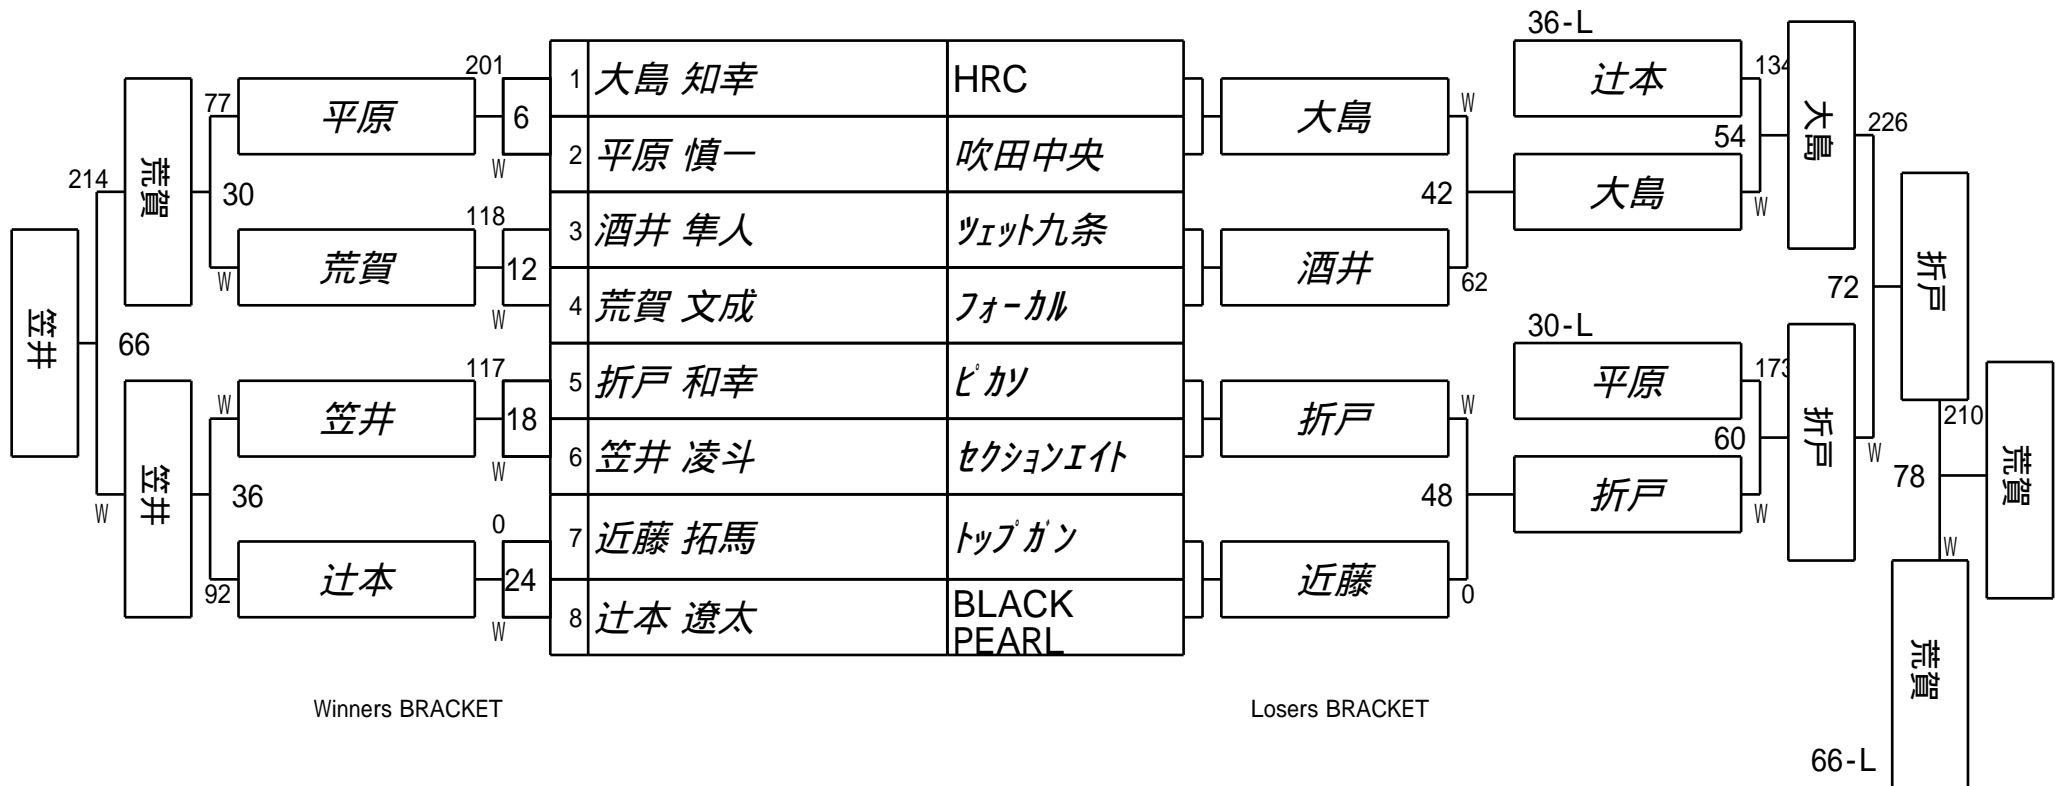 36-L
201
1 大島 知幸 HRC
辻本
134
77
平原
6
大島
W
大島
226
2 平原 慎一 吹田中央
54
W
荒賀
214
30
42
大島
W
折戸
118
3 酒井 隼人 ツェット九条
荒賀
12
酒井
W
W
62
4 荒賀 文成 フォーカル
72
笠井
66
30-L
117
5 折戸 和幸 ピカソ
平原
173
W
笠井
18
折戸
W
折戸
210
60
6 笠井 凌斗 セクションエイト
W
W
荒賀
笠井
36
48
折戸
W
78
W
0
7 近藤 拓馬 トップガン
W
辻本
24
近藤
92
0
8 辻本 遼太 BLACK
PEARL
W
荒賀
Winners BRACKET
Losers BRACKET
66-L